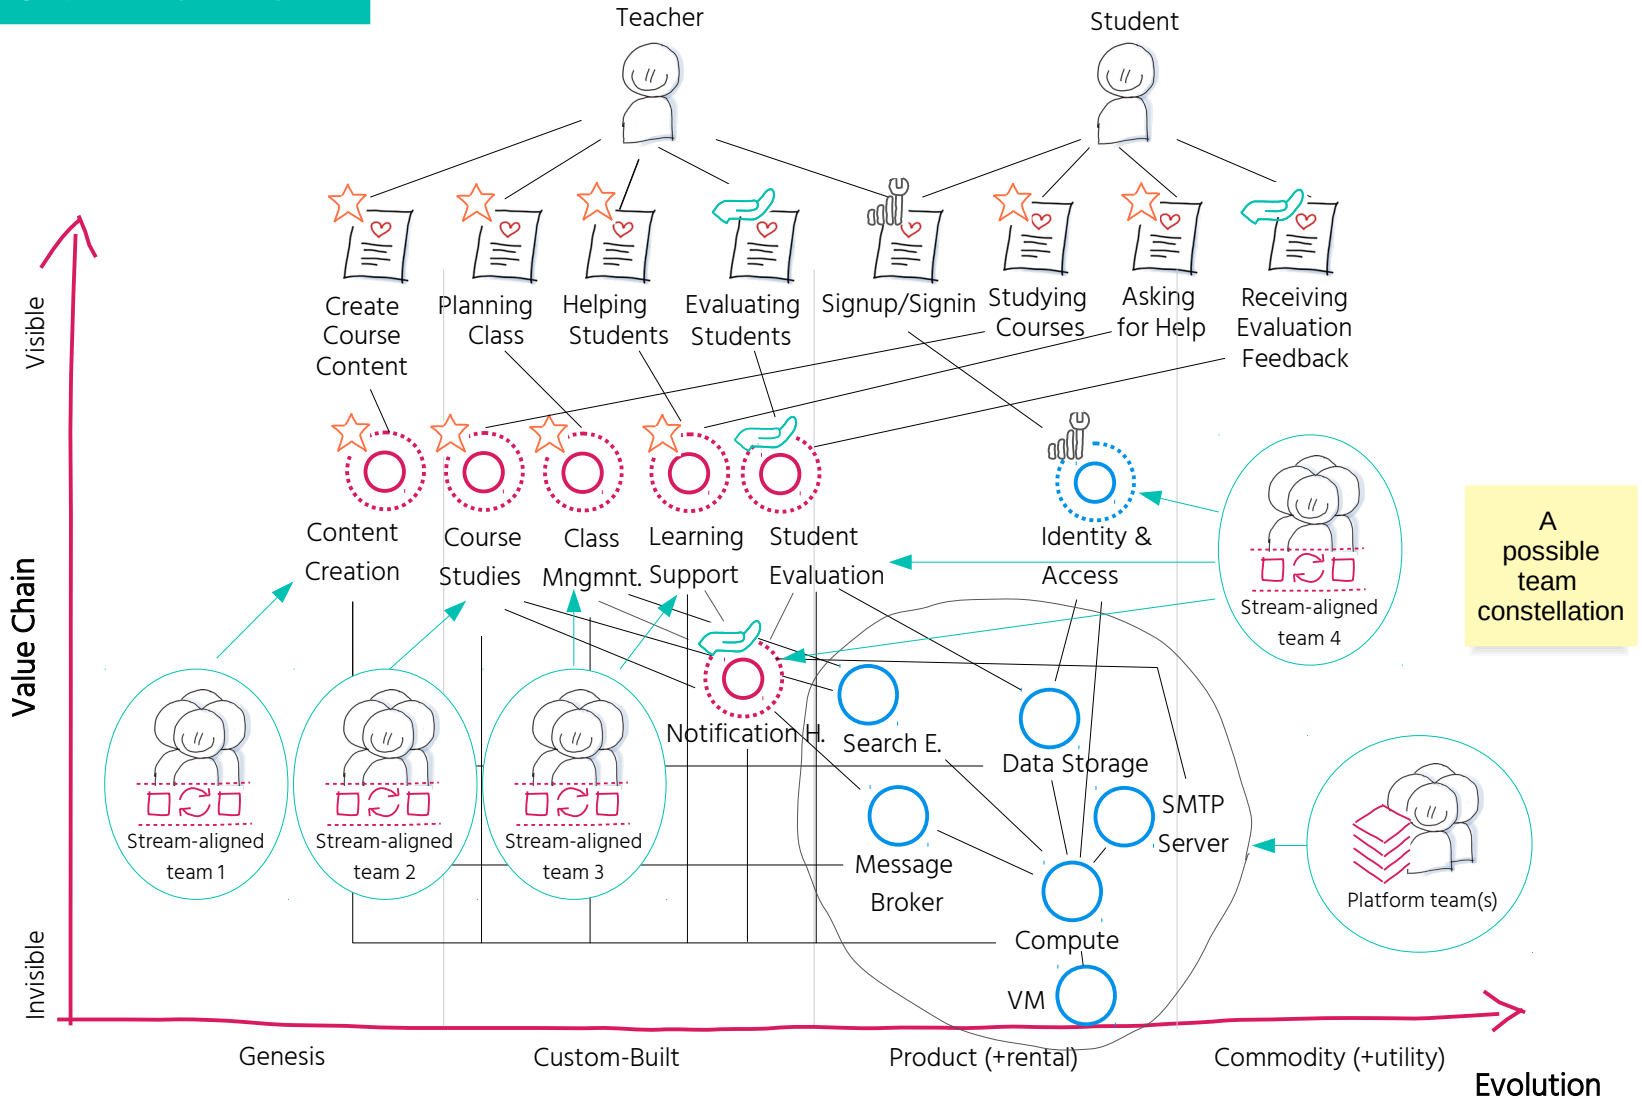 Teacher
Student
Create
Course
Content
Planning
Class
Helping
Students
Evaluating
Students
Signup/Signin
Studying
Courses
Asking
for Help
Receiving
Evaluation
Feedback
Visible
Value Chain
Invisible
Content
Creation
Course
Studies
Class
Mngmnt.
Learning
Support
Student
Evaluation
Identity &
Access
Stream-aligned
team 4
A
possible
team
constellation
Notification H.
Search E.
Data Storage
SMTP
Server
Message
Broker
Compute
VM
Stream-aligned
team 1
Stream-aligned
team 2
Stream-aligned
team 3
Platform team(s)
Genesis
Custom-Built
Product (+rental)
Commodity (+utility)
Evolution